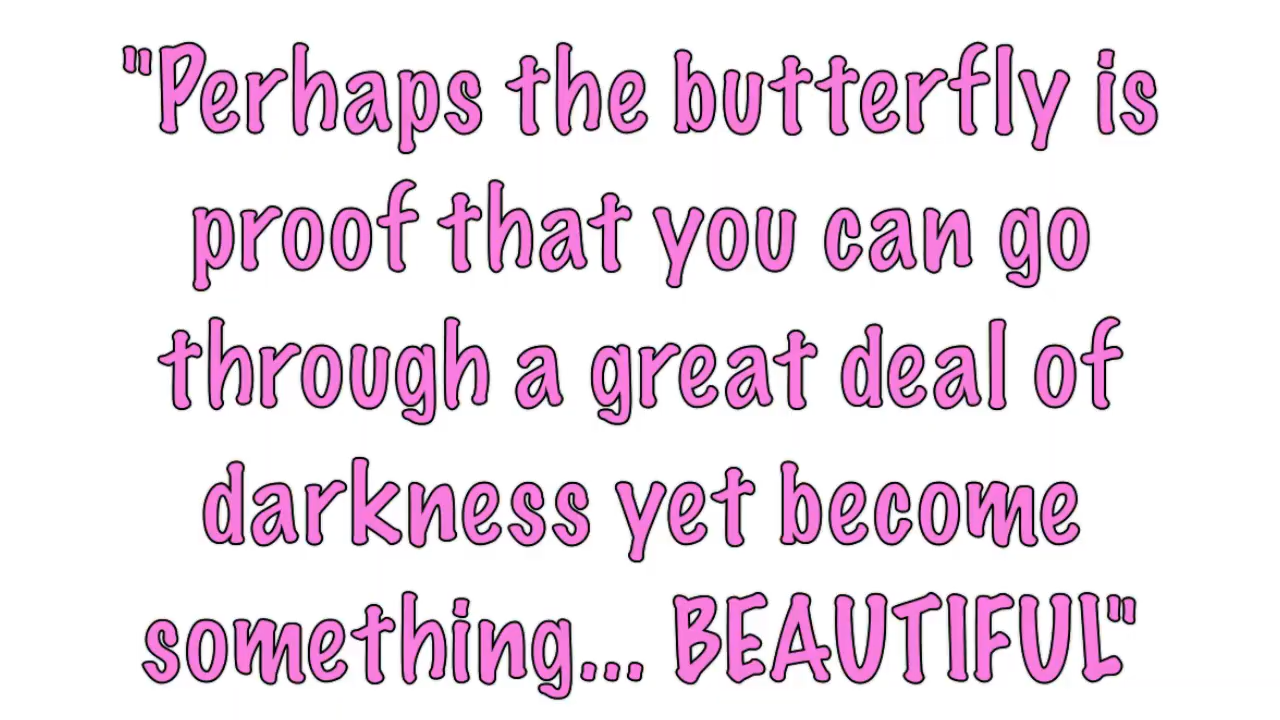 "Perhaps the butterfly is
proof that you can go
through a great deal of
darkness yet become
something... BEAUTIFUL"